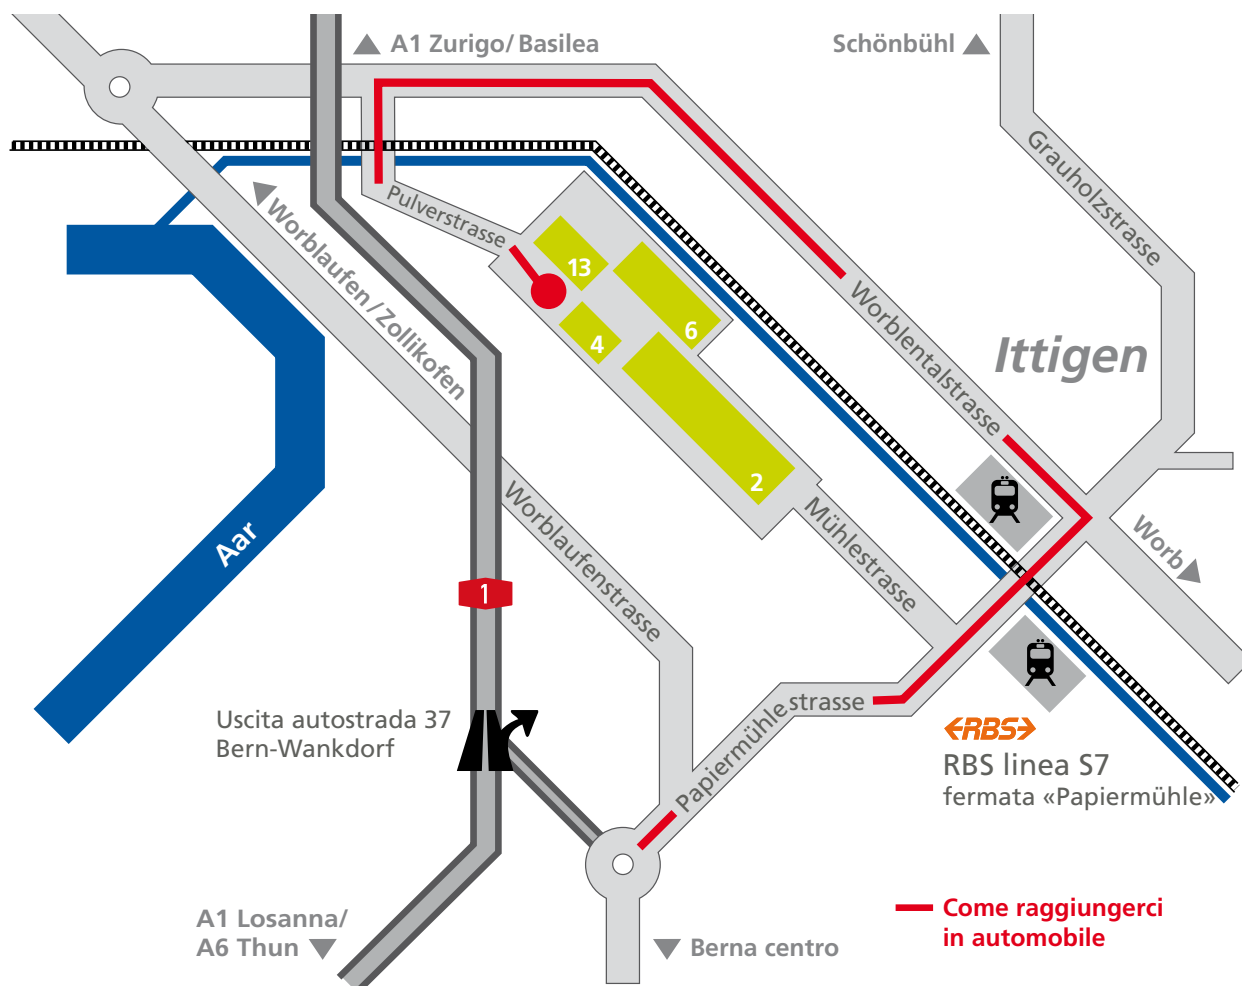 A1 Zurigo/ Basilea
Schönbühl
Grauholzstrasse
Pulverstrasse
Worblaufen/Zollikofen
13
6
4
2
Worblentalstrasse
Ittigen
Aar
Worblaufenstrasse
Mühlestrasse
Worb
1
Uscita autostrada 37
Bern-Wankdorf
Papiermühle strasse
RBS
RBS linea S7
fermata «Papiermühle»
A1 Losanna/
A6 Thun
Berna centro
Come raggiungerci
in automobile